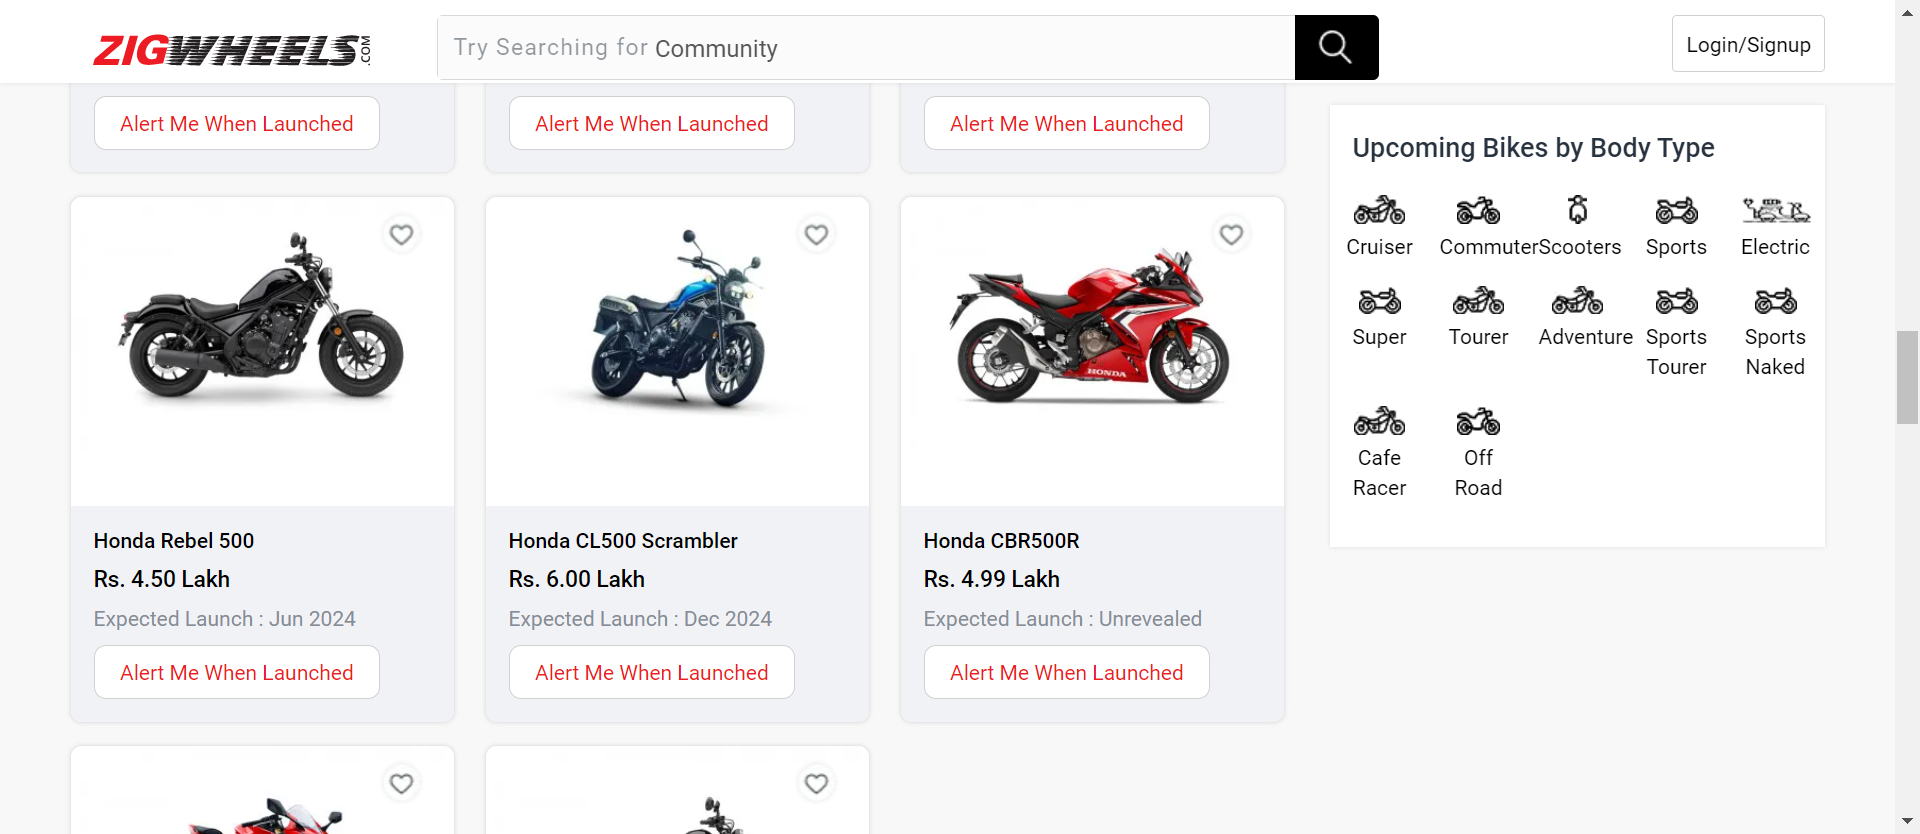 ZIGWHEELS.COM
Try Searching for Community
Login/Signup
Alert Me When Launched
Alert Me When Launched
Alert Me When Launched
Honda Rebel 500
Rs. 4.50 Lakh
Expected Launch : Jun 2024
Alert Me When Launched
Honda CL500 Scrambler
Rs. 6.00 Lakh
Expected Launch : Dec 2024
Alert Me When Launched
HONDA
Honda CBR500R
Rs. 4.99 Lakh
Expected Launch : Unrevealed
Alert Me When Launched
Upcoming Bikes by Body Type
Cruiser
Commuter
Scooters
Sports
Electric
Super
Tourer
Adventure
Sports
Tourer
Sports
Naked
Cafe
Racer
Off
Road